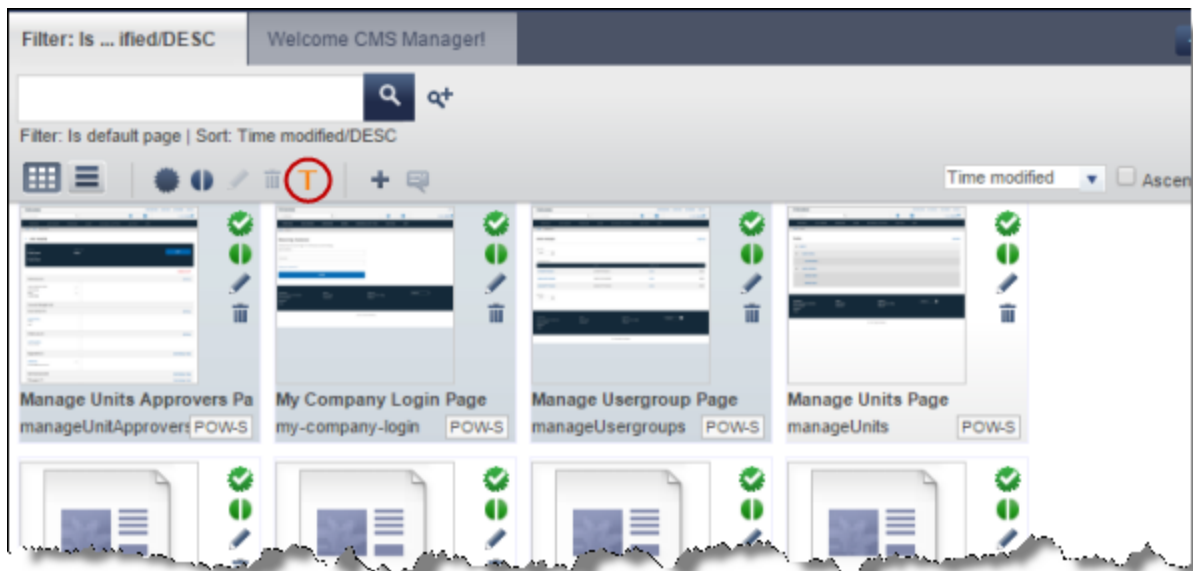 Filter: Is ... ified/DESC
Welcome CMS Manager!
Filter: Is default page | Sort: Time modified/DESC
T
Time modified
Ascen
Manage Units Approvers Pa
My Company Login Page
Manage Usergroup Page
Manage Units Page
manageUnitApprovers POW-S
my-company-login POW-S
manageUsergroups POW-S
manageUnits POW-S